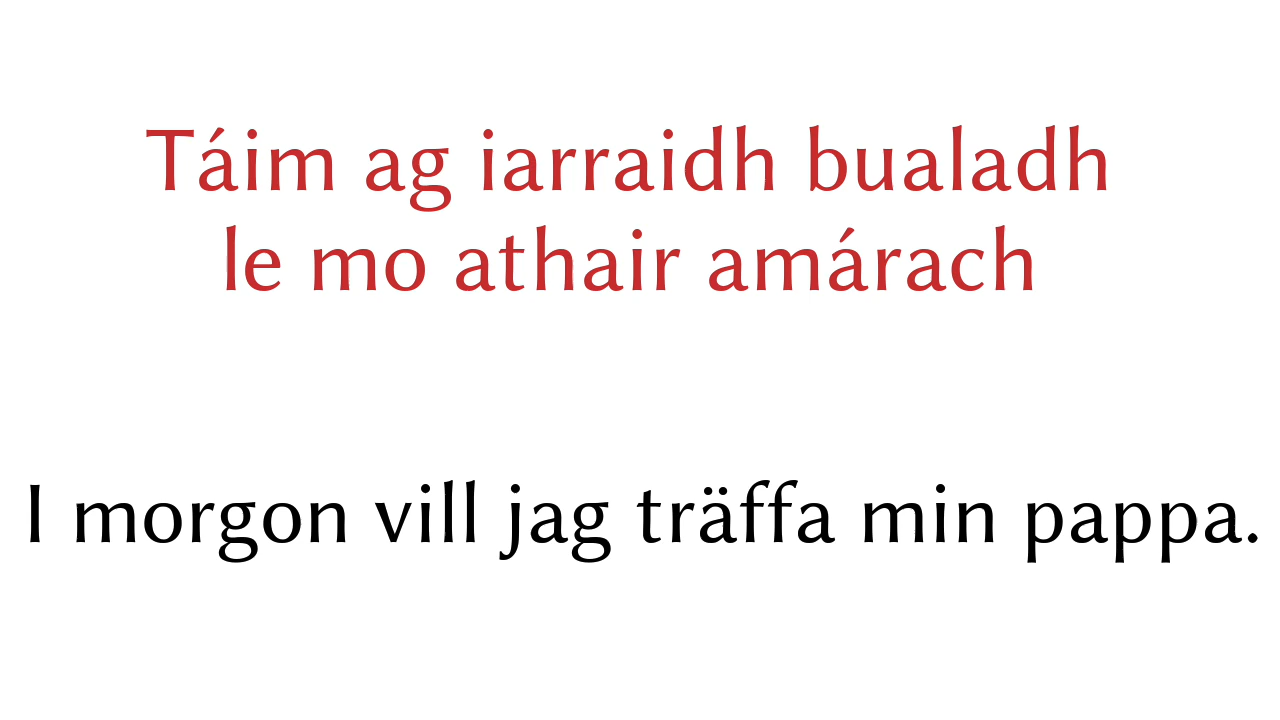 Táim ag iarraidh bualadh
le mo athair amárach
I morgon vill jag träffa min pappa.